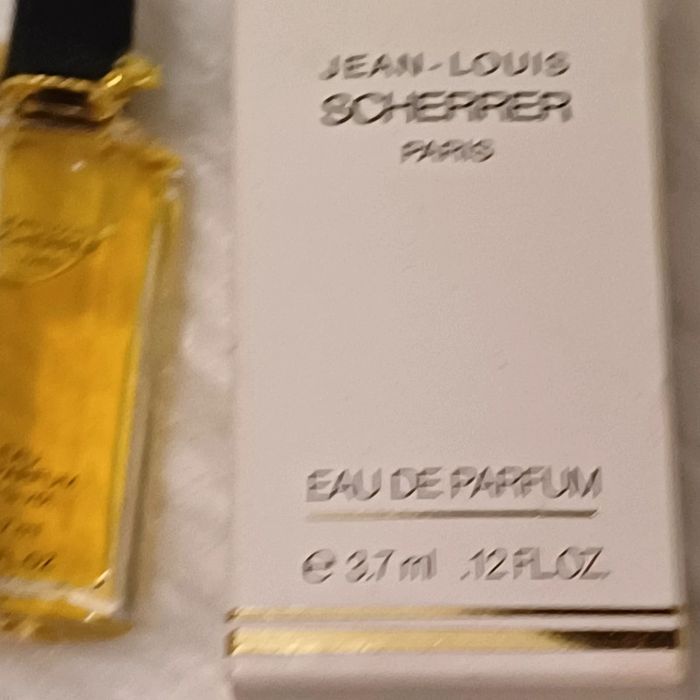 JEAN-LOUIS
SCHERRER
PARIS
EAU DE PARFUM
e 3.7 ml .12 FL.OZ.